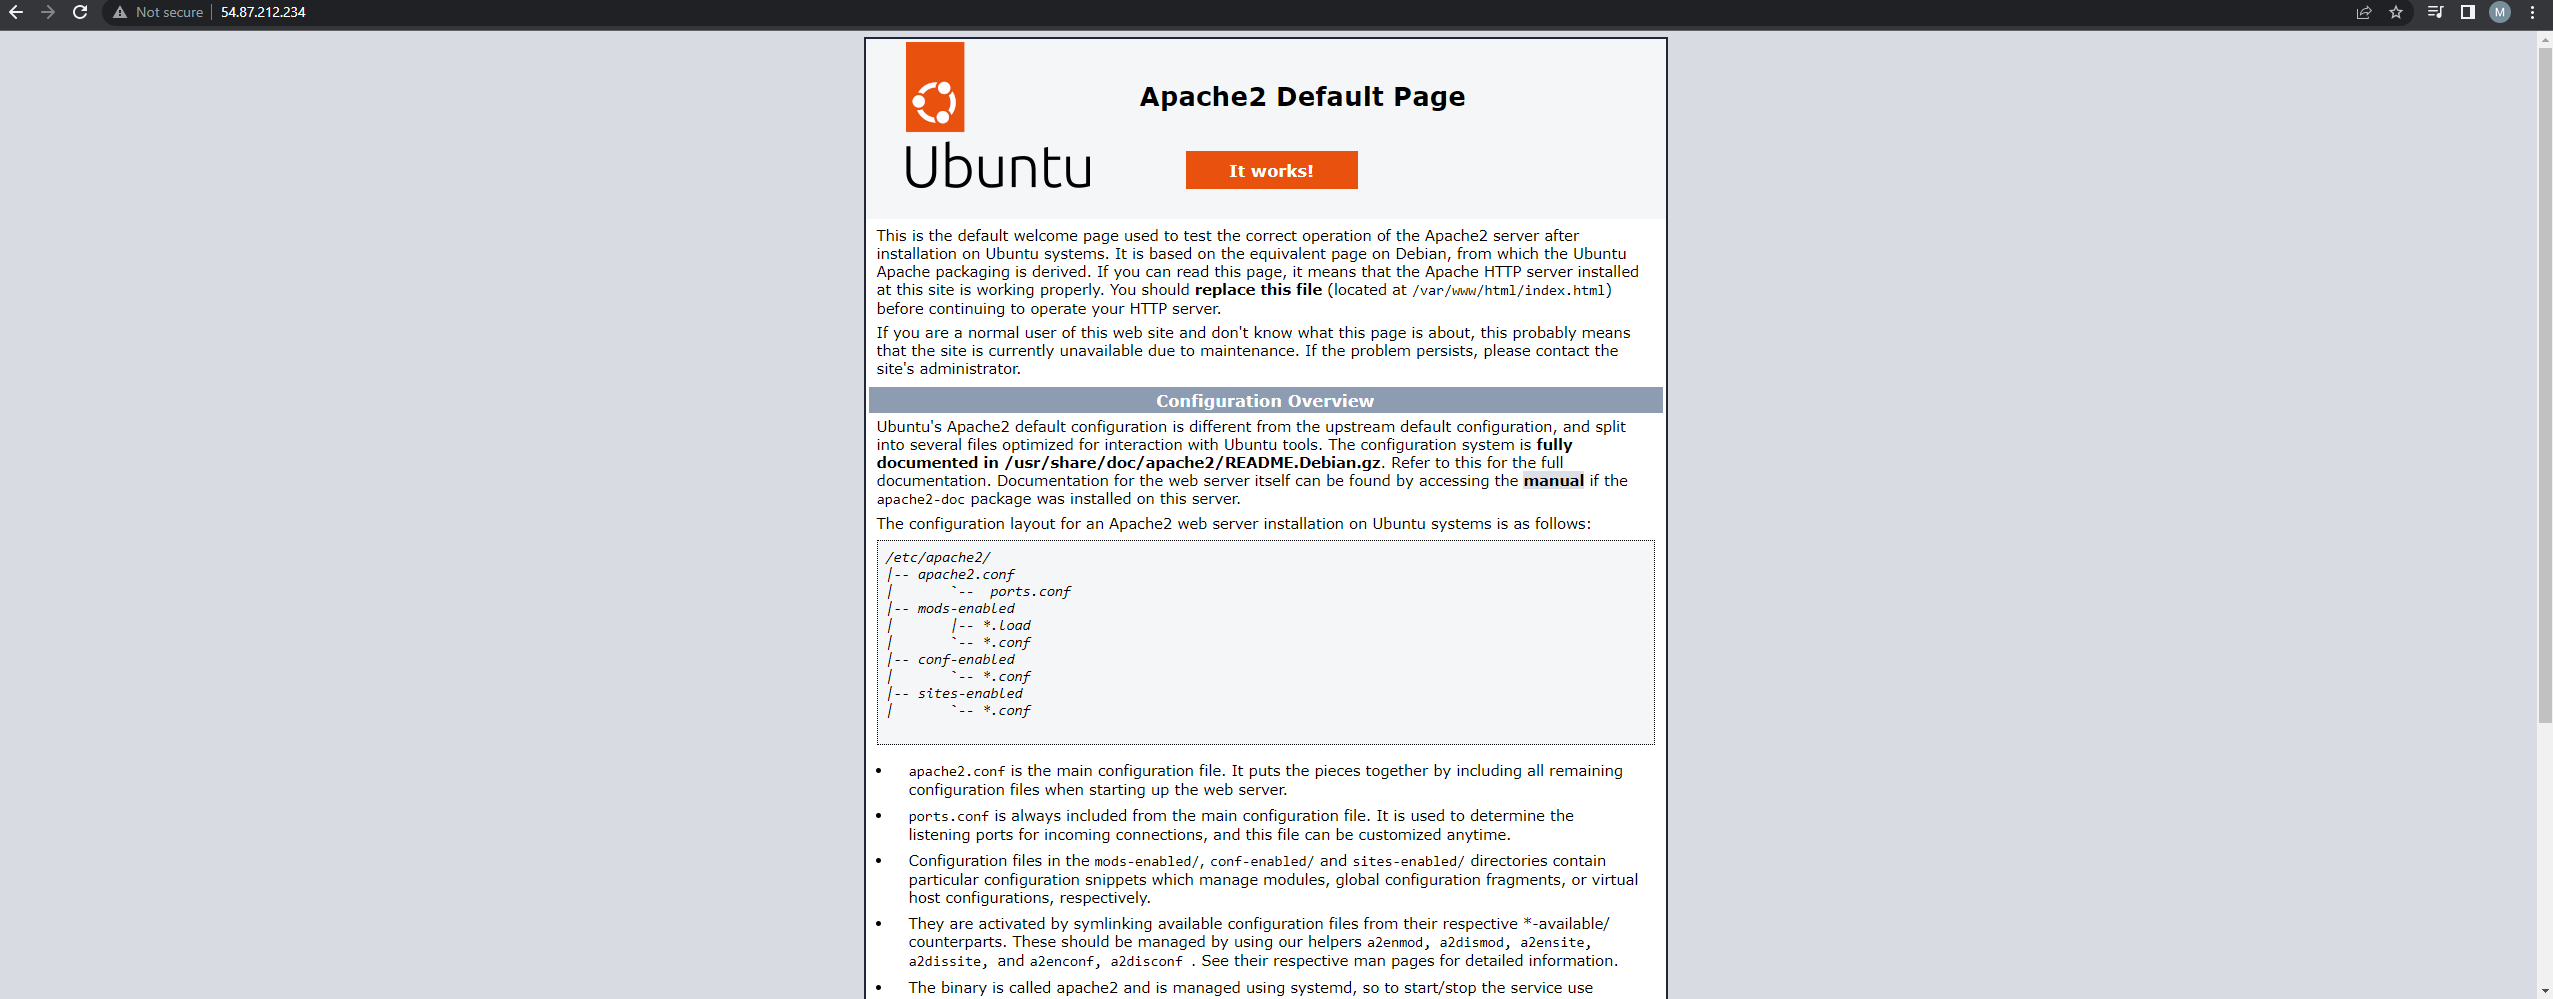 Not secure | 54.87.212.234
M
Apache2 Default Page
Ubuntu
It works!
This is the default welcome page used to test the correct operation of the Apache2 server after
installation on Ubuntu systems. It is based on the equivalent page on Debian, from which the Ubuntu
Apache packaging is derived. If you can read this page, it means that the Apache HTTP server installed
at this site is working properly. You should replace this file (located at /var/www/html/index.html)
before continuing to operate your HTTP server.
If you are a normal user of this web site and don't know what this page is about, this probably means
that the site is currently unavailable due to maintenance. If the problem persists, please contact the
site's administrator.
Configuration Overview
Ubuntu's Apache2 default configuration is different from the upstream default configuration, and split
into several files optimized for interaction with Ubuntu tools. The configuration system is fully
documented in /usr/share/doc/apache2/README.Debian.gz. Refer to this for the full
documentation. Documentation for the web server itself can be found by accessing the manual if the
apache2-doc package was installed on this server.
The configuration layout for an Apache2 web server installation on Ubuntu systems is as follows:
/etc/apache2/
|-- apache2.conf
|       `--  ports.conf
|-- mods-enabled
|       |-- *.load
|       `-- *.conf
|-- conf-enabled
|       `-- *.conf
|-- sites-enabled
|       `-- *.conf
• apache2.conf is the main configuration file. It puts the pieces together by including all remaining
configuration files when starting up the web server.
• ports.conf is always included from the main configuration file. It is used to determine the
listening ports for incoming connections, and this file can be customized anytime.
• Configuration files in the mods-enabled/, conf-enabled/ and sites-enabled/ directories contain
particular configuration snippets which manage modules, global configuration fragments, or virtual
host configurations, respectively.
• They are activated by symlinking available configuration files from their respective *-available/
counterparts. These should be managed by using our helpers a2enmod, a2dismod, a2ensite,
a2dissite, and a2enconf, a2disconf . See their respective man pages for detailed information.
• The binary is called apache2 and is managed using systemd, so to start/stop the service use